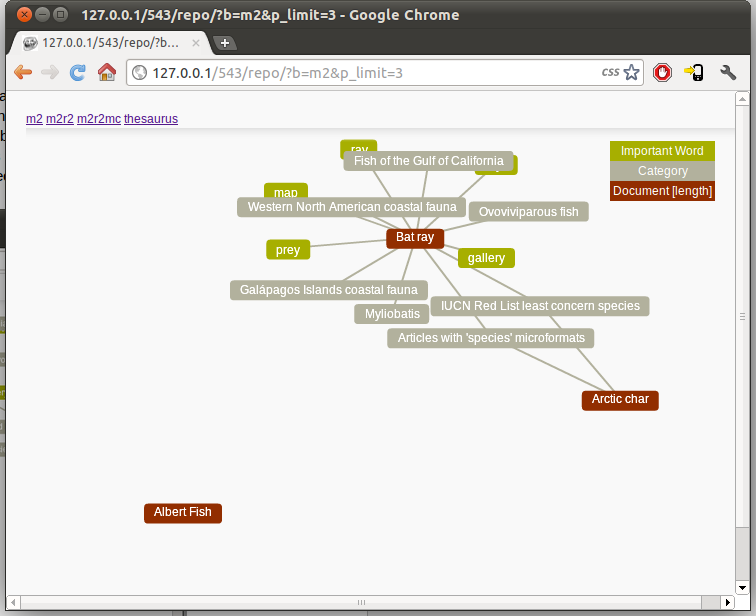 127.0.0.1/543/repo/?b=m2&p_limit=3 - Google Chrome
127.0.0.1/543/repo/?b...
127.0.0.1/543/repo/?b=m2&p_limit=3
css
m2 m2r2 m2r2mc thesaurus
Important Word
Category
Document [length]
ray
Fish of the Gulf of California
map
Western North American coastal fauna
Ovoviviparous fish
Bat ray
prey
gallery
Galápagos Islands coastal fauna
IUCN Red List least concern species
Myliobatis
Articles with 'species' microformats
Arctic char
Albert Fish